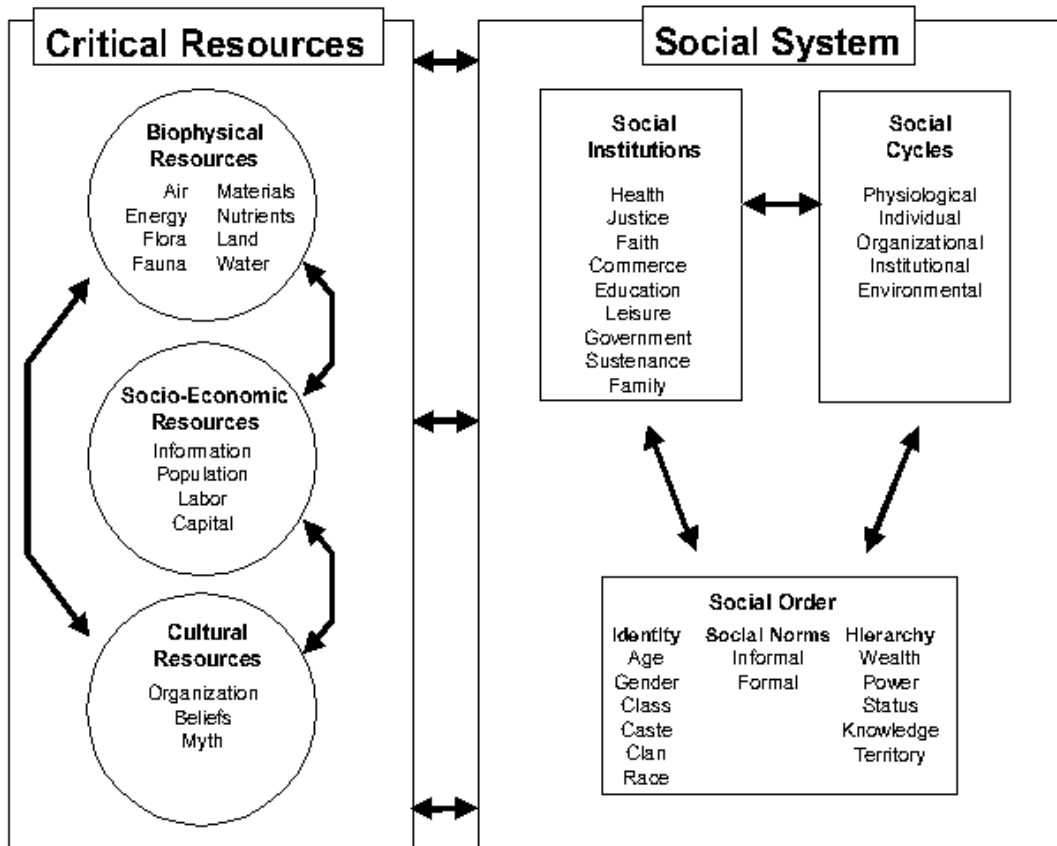 Critical Resources
Biophysical
Resources
Air Materials
Energy Nutrients
Flora Land
Fauna Water
Socio-Economic
Resources
Information
Population
Labor
Capital
Cultural
Resources
Organization
Beliefs
Myth
Social System
Social
Institutions
Health
Justice
Faith
Commerce
Education
Leisure
Government
Sustenance
Family
Social
Cycles
Physiological
Individual
Organizational
Institutional
Environmental
Social Order
Identity Social Norms Hierarchy
Age Informal Wealth
Gender Formal Power
Class Status
Caste Knowledge
Clan Territory
Race